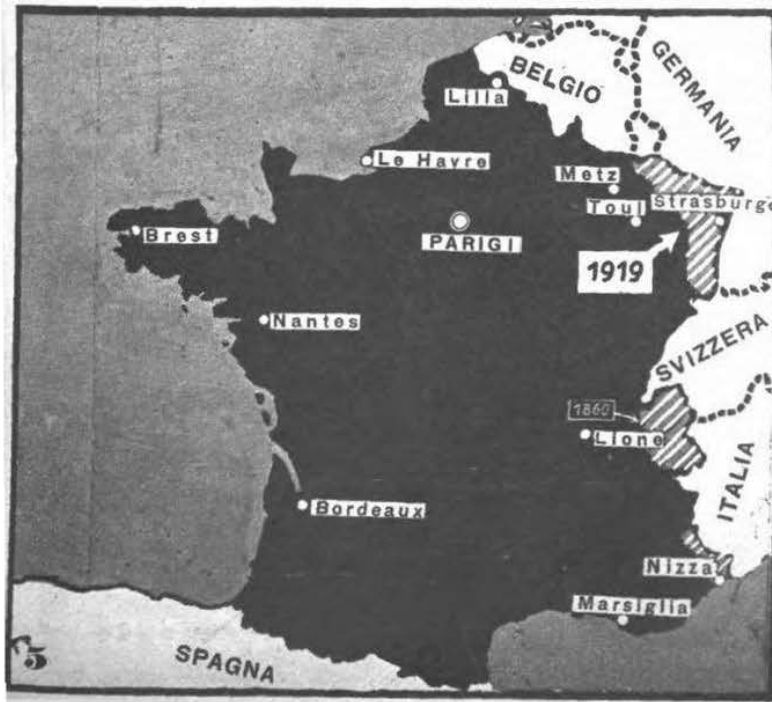 GERMANIA
BELGIO
Lilla
Le Havre
Metz
Toul
Strasburgo
Brest
PARIGI
1919
Nantes
SVIZZERA
1860
Lione
ITALIA
Bordeaux
Nizza
Marsiglia
SPAGNA